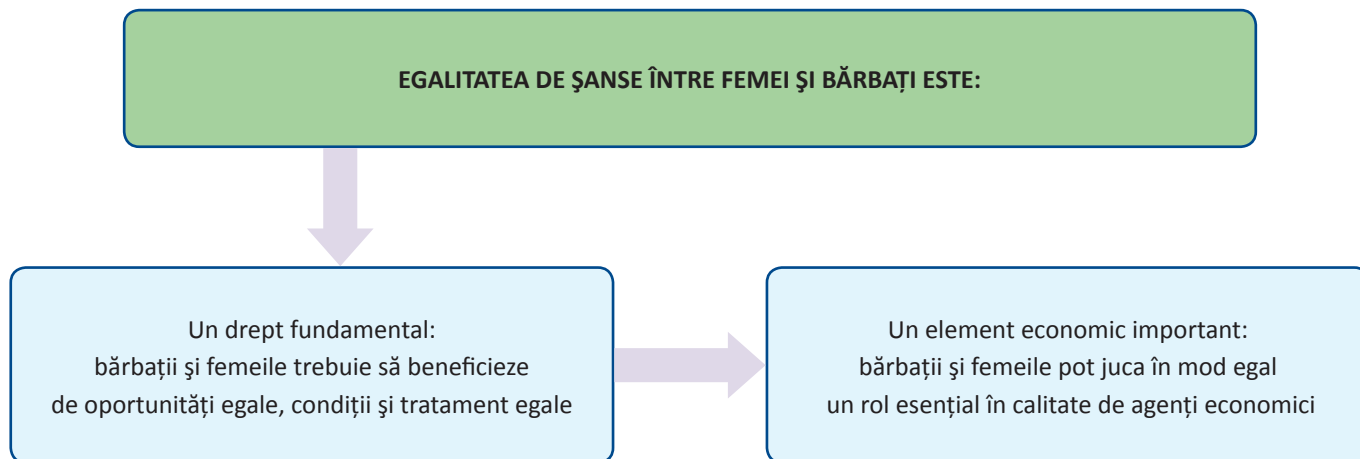 EGALITATEA DE ŞANSE ÎNTRE FEMEI ŞI BĂRBAȚI ESTE:
Un drept fundamental:
bărbații şi femeile trebuie să beneficieze
de oportunități egale, condiții şi tratament egale
Un element economic important:
bărbații şi femeile pot juca în mod egal
un rol esențial în calitate de agenți economici